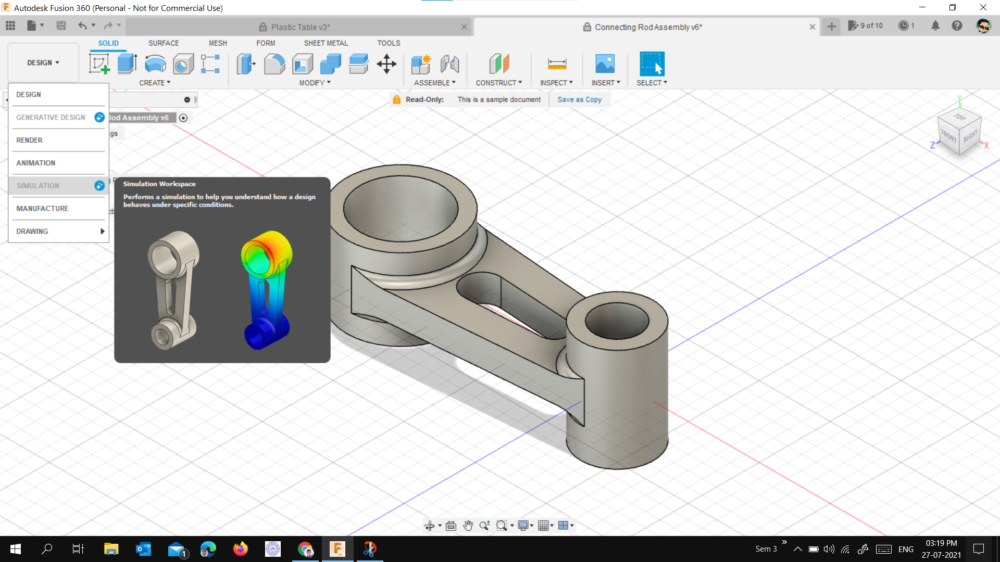 Autodesk Fusion 360 (Personal - Not for Commercial Use)
Plastic Table v3*
Connecting Rod Assembly v6*
9 of 10
1
SOLID
SURFACE
MESH
FORM
SHEET METAL
TOOLS
DESIGN
CREATE
MODIFY
ASSEMBLE
CONSTRUCT
INSPECT
INSERT
SELECT
DESIGN
GENERATIVE DESIGN
RENDER
ANIMATION
SIMULATION
MANUFACTURE
DRAWING
Rod Assembly v6
gs
Read-Only:
This is a sample document
Save as Copy
TOP
FRONT
RIGHT
Y
Z
X
Simulation Workspace
Performs a simulation to help you understand how a design
behaves under specific conditions.
1
Sem 3
ENG
03:19 PM
27-07-2021